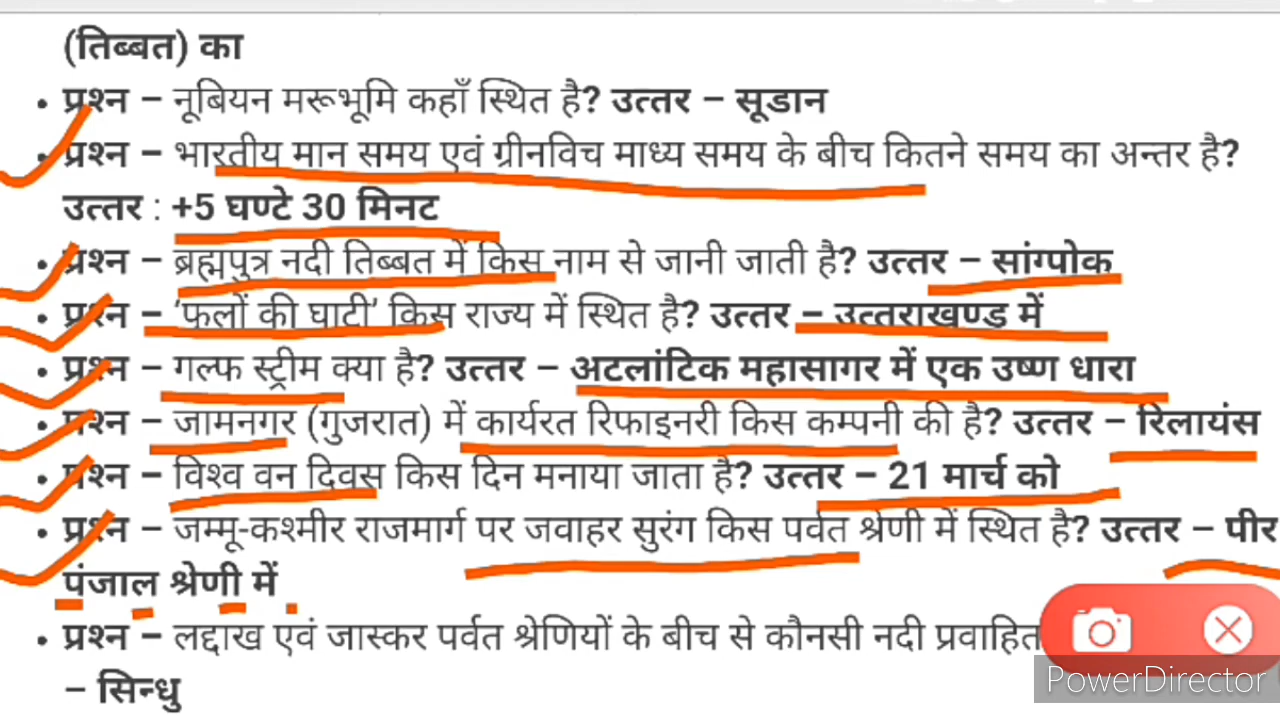 (तिब्बत) का
• प्रश्न – नूबियन मरूभूमि कहाँ स्थित है? उत्तर – सूडान
• प्रश्न – भारतीय मान समय एवं ग्रीनविच माध्य समय के बीच कितने समय का अन्तर है?
उत्तर : +5 घण्टे 30 मिनट
• प्रश्न – ब्रह्मपुत्र नदी तिब्बत में किस नाम से जानी जाती है? उत्तर – सांग्पोक
• प्रश्न – 'फलों की घाटी' किस राज्य में स्थित है? उत्तर – उत्तराखण्ड में
• प्रश्न – गल्फ स्ट्रीम क्या है? उत्तर – अटलांटिक महासागर में एक उष्ण धारा
• प्रश्न – जामनगर (गुजरात) में कार्यरत रिफाइनरी किस कम्पनी की है? उत्तर – रिलायंस
• प्रश्न – विश्व वन दिवस किस दिन मनाया जाता है? उत्तर – 21 मार्च को
• प्रश्न – जम्मू-कश्मीर राजमार्ग पर जवाहर सुरंग किस पर्वत श्रेणी में स्थित है? उत्तर – पीर
पंजाल श्रेणी में
• प्रश्न – लद्दाख एवं जास्कर पर्वत श्रेणियों के बीच से कौनसी नदी प्रवाहित
– सिन्धु
PowerDirector